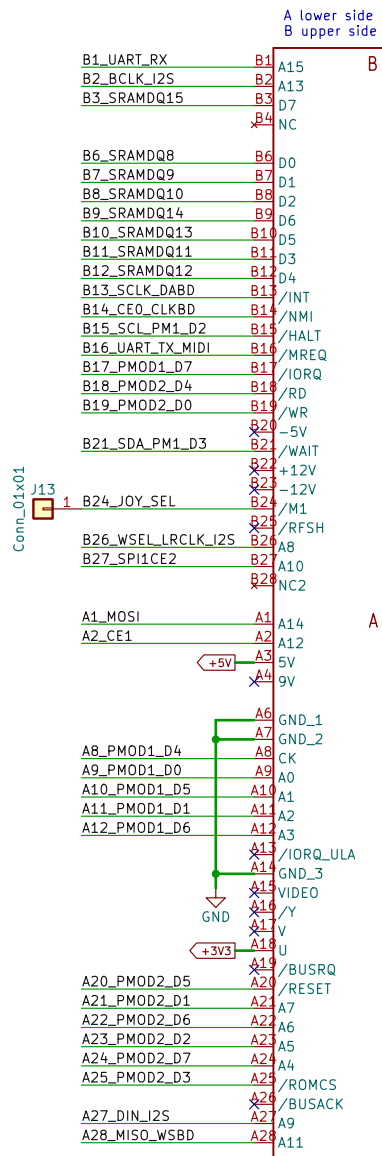 A lower side
B upper side
B
B1_UART_RX B1 A15
B2_BCLK_I2S B2 A13
B3_SRAMDQ15 B3 D7
B4 NC
B6_SRAMDQ8 B6 D0
B7_SRAMDQ9 B7 D1
B8_SRAMDQ10 B8 D2
B9_SRAMDQ14 B9 D6
B10_SRAMDQ13 B10 D5
B11_SRAMDQ11 B11 D3
B12_SRAMDQ12 B12 D4
B13_SCLK_DABD B13 /INT
B14_CE0_CLKBD B14 /NMI
B15_SCL_PM1_D2 B15 /HALT
B16_UART_TX_MIDI B16 /MREQ
B17_PMOD1_D7 B17 /IORQ
B18_PMOD2_D4 B18 /RD
B19_PMOD2_D0 B19 /WR
B20 -5V
B21_SDA_PM1_D3 B21 /WAIT
B22 +12V
B23 -12V
J13 1 B24_JOY_SEL B24 /M1
Conn_01x01
B25 /RFSH
B26_WSEL_LRCLK_I2S B26 A8
B27_SPI1CE2 B27 A10
B28 NC2
A
A1_MOSI A1 A14
A2_CE1 A2 A12
+5V A3 5V
A4 9V
A6 GND_1
A7 GND_2
A8_PMOD1_D4 A8 CK
A9_PMOD1_D0 A9 A0
A10_PMOD1_D5 A10 A1
A11_PMOD1_D1 A11 A2
A12_PMOD1_D6 A12 A3
A13 /IORQ_ULA
A14 GND_3
A15 VIDEO
GND A16 /Y
A17 V
+3V3 A18 U
A19 /BUSRQ
A20_PMOD2_D5 A20 /RESET
A21_PMOD2_D1 A21 A7
A22_PMOD2_D6 A22 A6
A23_PMOD2_D2 A23 A5
A24_PMOD2_D7 A24 A4
A25_PMOD2_D3 A25 /ROMCS
A26 /BUSACK
A27_DIN_I2S A27 A9
A28_MISO_WSBD A28 A11